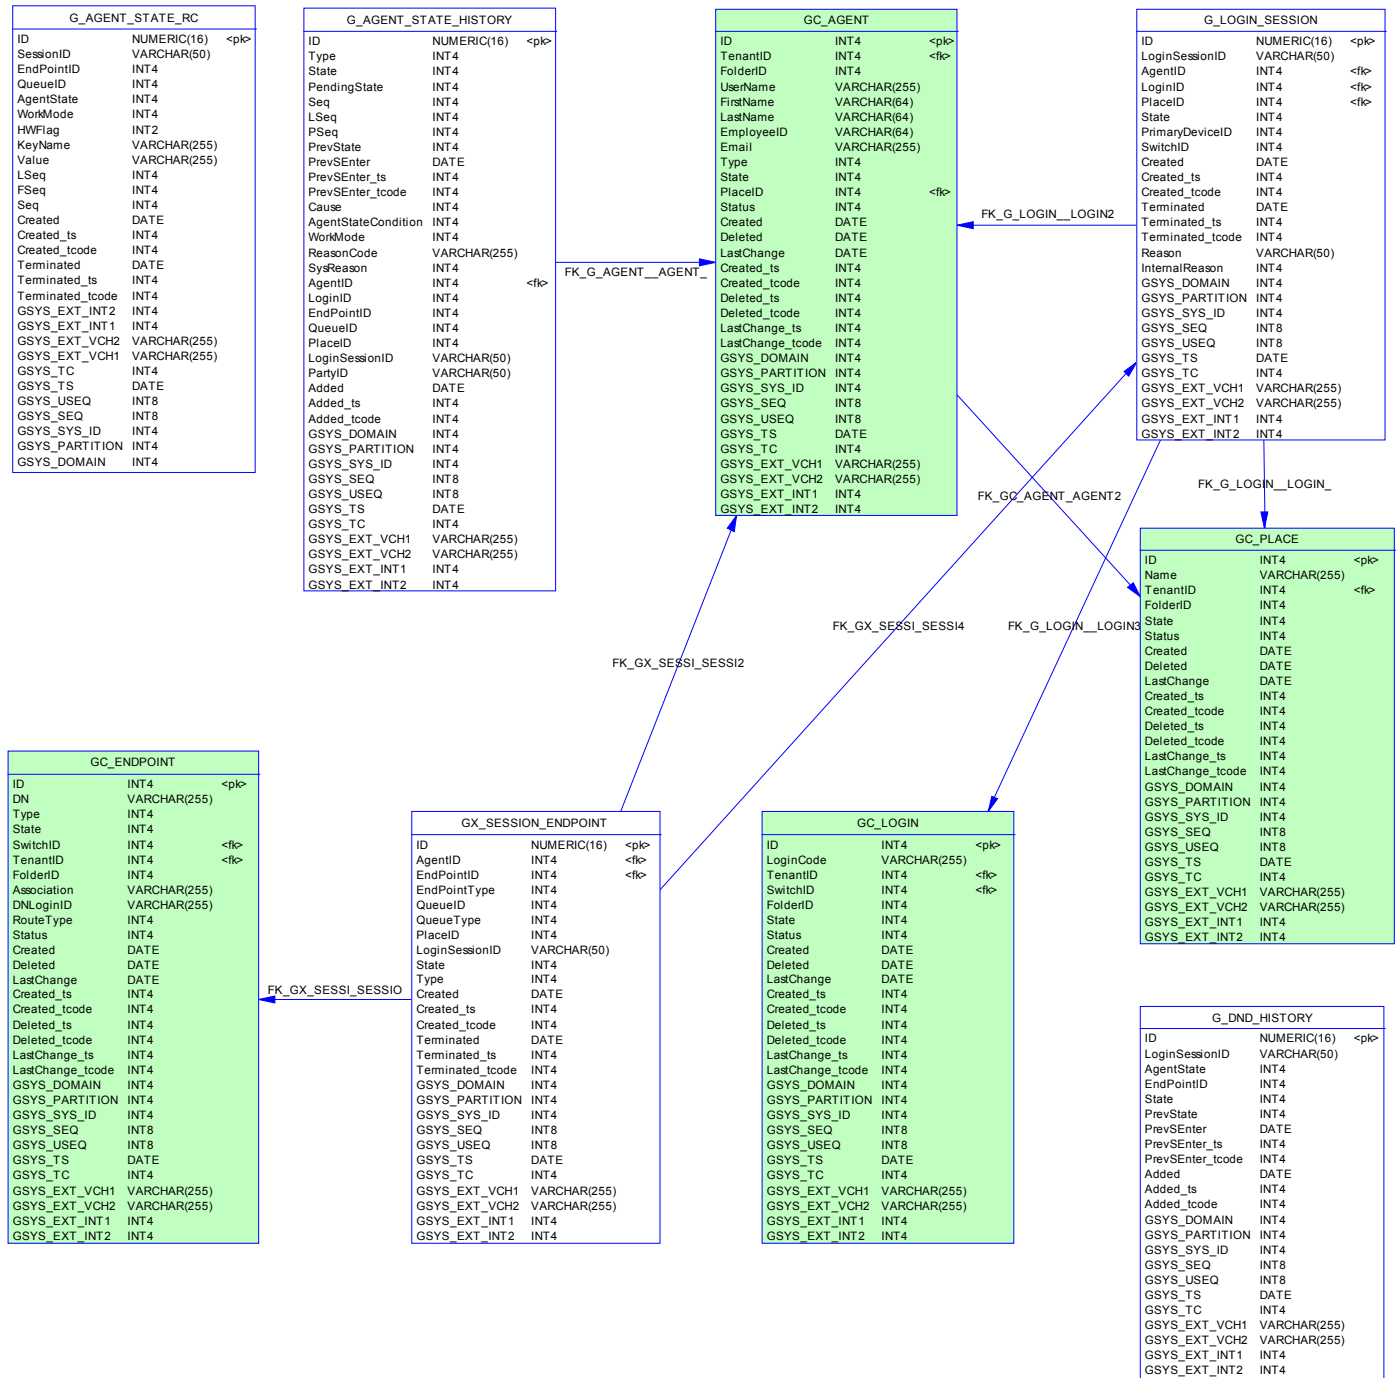 G_AGENT_STATE_RC
ID NUMERIC(16) <pk>
SessionID VARCHAR(50)
EndPointID INT4
QueueID INT4
AgentState INT4
WorkMode INT4
HWFlag INT2
KeyName VARCHAR(255)
Value VARCHAR(255)
LSeq INT4
FSeq INT4
Seq INT4
Created DATE
Created_ts INT4
Created_tcode INT4
Terminated DATE
Terminated_ts INT4
Terminated_tcode INT4
GSYS_EXT_INT2 INT4
GSYS_EXT_INT1 INT4
GSYS_EXT_VCH2 VARCHAR(255)
GSYS_EXT_VCH1 VARCHAR(255)
GSYS_TC INT4
GSYS_TS DATE
GSYS_USEQ INT8
GSYS_SEQ INT8
GSYS_SYS_ID INT4
GSYS_PARTITION INT4
GSYS_DOMAIN INT4
G_AGENT_STATE_HISTORY
ID NUMERIC(16) <pk>
Type INT4
State INT4
PendingState INT4
Seq INT4
LSeq INT4
PSeq INT4
PrevState INT4
PrevSEnter DATE
PrevSEnter_ts INT4
PrevSEnter_tcode INT4
Cause INT4
AgentStateCondition INT4
WorkMode INT4
ReasonCode VARCHAR(255)
SysReason INT4
AgentID INT4 <fk>
LoginID INT4
EndPointID INT4
QueueID INT4
PlaceID INT4
LoginSessionID VARCHAR(50)
PartyID VARCHAR(50)
Added DATE
Added_ts INT4
Added_tcode INT4
GSYS_DOMAIN INT4
GSYS_PARTITION INT4
GSYS_SYS_ID INT4
GSYS_SEQ INT8
GSYS_USEQ INT8
GSYS_TS DATE
GSYS_TC INT4
GSYS_EXT_VCH1 VARCHAR(255)
GSYS_EXT_VCH2 VARCHAR(255)
GSYS_EXT_INT1 INT4
GSYS_EXT_INT2 INT4
FK_G_AGENT__AGENT_
GC_AGENT
ID INT4 <pk>
TenantID INT4 <fk>
FolderID INT4
UserName VARCHAR(255)
FirstName VARCHAR(64)
LastName VARCHAR(64)
EmployeeID VARCHAR(64)
Email VARCHAR(255)
Type INT4
State INT4
PlaceID INT4 <fk>
Status INT4
Created DATE
Deleted DATE
LastChange DATE
Created_ts INT4
Created_tcode INT4
Deleted_ts INT4
Deleted_tcode INT4
LastChange_ts INT4
LastChange_tcode INT4
GSYS_DOMAIN INT4
GSYS_PARTITION INT4
GSYS_SYS_ID INT4
GSYS_SEQ INT8
GSYS_USEQ INT8
GSYS_TS DATE
GSYS_TC INT4
GSYS_EXT_VCH1 VARCHAR(255)
GSYS_EXT_VCH2 VARCHAR(255)
GSYS_EXT_INT1 INT4
GSYS_EXT_INT2 INT4
FK_G_LOGIN__LOGIN2
G_LOGIN_SESSION
ID NUMERIC(16) <pk>
LoginSessionID VARCHAR(50)
AgentID INT4 <fk>
LoginID INT4 <fk>
PlaceID INT4 <fk>
State INT4
PrimaryDeviceID INT4
SwitchID INT4
Created DATE
Created_ts INT4
Created_tcode INT4
Terminated DATE
Terminated_ts INT4
Terminated_tcode INT4
Reason VARCHAR(50)
InternalReason INT4
GSYS_DOMAIN INT4
GSYS_PARTITION INT4
GSYS_SYS_ID INT4
GSYS_SEQ INT8
GSYS_USEQ INT8
GSYS_TS DATE
GSYS_TC INT4
GSYS_EXT_VCH1 VARCHAR(255)
GSYS_EXT_VCH2 VARCHAR(255)
GSYS_EXT_INT1 INT4
GSYS_EXT_INT2 INT4
FK_G_LOGIN__LOGIN_
FK_GC_AGENT_AGENT2
FK_GX_SESSI_SESSI4
FK_G_LOGIN__LOGIN3
FK_GX_SESSI_SESSI2
GC_PLACE
ID INT4 <pk>
Name VARCHAR(255)
TenantID INT4 <fk>
FolderID INT4
State INT4
Status INT4
Created DATE
Deleted DATE
LastChange DATE
Created_ts INT4
Created_tcode INT4
Deleted_ts INT4
Deleted_tcode INT4
LastChange_ts INT4
LastChange_tcode INT4
GSYS_DOMAIN INT4
GSYS_PARTITION INT4
GSYS_SYS_ID INT4
GSYS_SEQ INT8
GSYS_USEQ INT8
GSYS_TS DATE
GSYS_TC INT4
GSYS_EXT_VCH1 VARCHAR(255)
GSYS_EXT_VCH2 VARCHAR(255)
GSYS_EXT_INT1 INT4
GSYS_EXT_INT2 INT4
GC_ENDPOINT
ID INT4 <pk>
DN VARCHAR(255)
Type INT4
State INT4
SwitchID INT4 <fk>
TenantID INT4 <fk>
FolderID INT4
Association VARCHAR(255)
DNLoginID VARCHAR(255)
RouteType INT4
Status INT4
Created DATE
Deleted DATE
LastChange DATE
Created_ts INT4
Created_tcode INT4
Deleted_ts INT4
Deleted_tcode INT4
LastChange_ts INT4
LastChange_tcode INT4
GSYS_DOMAIN INT4
GSYS_PARTITION INT4
GSYS_SYS_ID INT4
GSYS_SEQ INT8
GSYS_USEQ INT8
GSYS_TS DATE
GSYS_TC INT4
GSYS_EXT_VCH1 VARCHAR(255)
GSYS_EXT_VCH2 VARCHAR(255)
GSYS_EXT_INT1 INT4
GSYS_EXT_INT2 INT4
FK_GX_SESSI_SESSIO
GX_SESSION_ENDPOINT
ID NUMERIC(16) <pk>
AgentID INT4 <fk>
EndPointID INT4 <fk>
EndPointType INT4
QueueID INT4
QueueType INT4
PlaceID INT4
LoginSessionID VARCHAR(50)
State INT4
Type INT4
Created DATE
Created_ts INT4
Created_tcode INT4
Terminated DATE
Terminated_ts INT4
Terminated_tcode INT4
GSYS_DOMAIN INT4
GSYS_PARTITION INT4
GSYS_SYS_ID INT4
GSYS_SEQ INT8
GSYS_USEQ INT8
GSYS_TS DATE
GSYS_TC INT4
GSYS_EXT_VCH1 VARCHAR(255)
GSYS_EXT_VCH2 VARCHAR(255)
GSYS_EXT_INT1 INT4
GSYS_EXT_INT2 INT4
GC_LOGIN
ID INT4 <pk>
LoginCode VARCHAR(255)
TenantID INT4 <fk>
SwitchID INT4 <fk>
FolderID INT4
State INT4
Status INT4
Created DATE
Deleted DATE
LastChange DATE
Created_ts INT4
Created_tcode INT4
Deleted_ts INT4
Deleted_tcode INT4
LastChange_ts INT4
LastChange_tcode INT4
GSYS_DOMAIN INT4
GSYS_PARTITION INT4
GSYS_SYS_ID INT4
GSYS_SEQ INT8
GSYS_USEQ INT8
GSYS_TS DATE
GSYS_TC INT4
GSYS_EXT_VCH1 VARCHAR(255)
GSYS_EXT_VCH2 VARCHAR(255)
GSYS_EXT_INT1 INT4
GSYS_EXT_INT2 INT4
G_DND_HISTORY
ID NUMERIC(16) <pk>
LoginSessionID VARCHAR(50)
AgentState INT4
EndPointID INT4
State INT4
PrevState INT4
PrevSEnter DATE
PrevSEnter_ts INT4
PrevSEnter_tcode INT4
Added DATE
Added_ts INT4
Added_tcode INT4
GSYS_DOMAIN INT4
GSYS_PARTITION INT4
GSYS_SYS_ID INT4
GSYS_SEQ INT8
GSYS_USEQ INT8
GSYS_TS DATE
GSYS_TC INT4
GSYS_EXT_VCH1 VARCHAR(255)
GSYS_EXT_VCH2 VARCHAR(255)
GSYS_EXT_INT1 INT4
GSYS_EXT_INT2 INT4